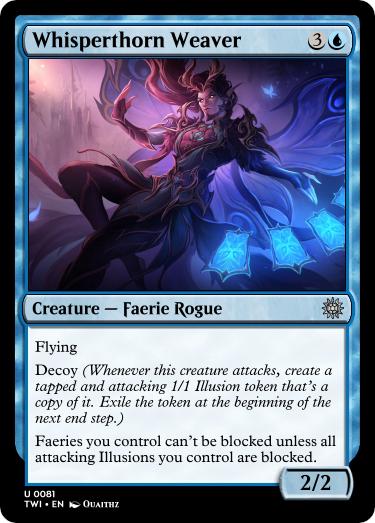 Whisperthorn Weaver 3
Creature — Faerie Rogue
Flying
Decoy (Whenever this creature attacks, create a
tapped and attacking 1/1 Illusion token that's a
copy of it. Exile the token at the beginning of the
next end step.)
Faeries you control can't be blocked unless all
attacking Illusions you control are blocked.
2/2
U 0081
TWI • EN Quaithz